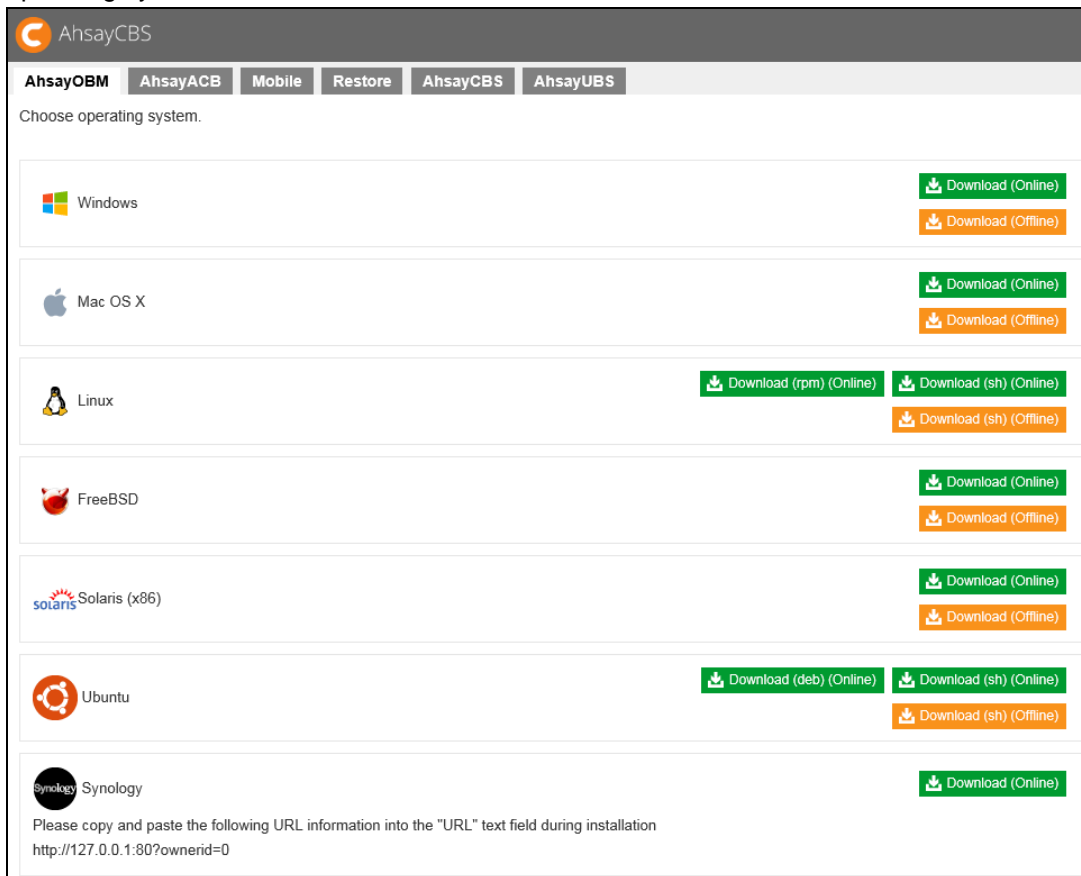 AhsayCBS
AhsayOBM AhsayACB Mobile Restore AhsayCBS AhsayUBS
Choose operating system.
Windows
Download (Online)
Download (Offline)
Mac OS X
Download (Online)
Download (Offline)
Linux
Download (rpm) (Online) Download (sh) (Online)
Download (sh) (Offline)
FreeBSD
Download (Online)
Download (Offline)
solaris Solaris (x86)
Download (Online)
Download (Offline)
Ubuntu
Download (deb) (Online) Download (sh) (Online)
Download (sh) (Offline)
Synology Synology
Download (Online)
Please copy and paste the following URL information into the "URL" text field during installation
http://127.0.0.1:80?ownerid=0